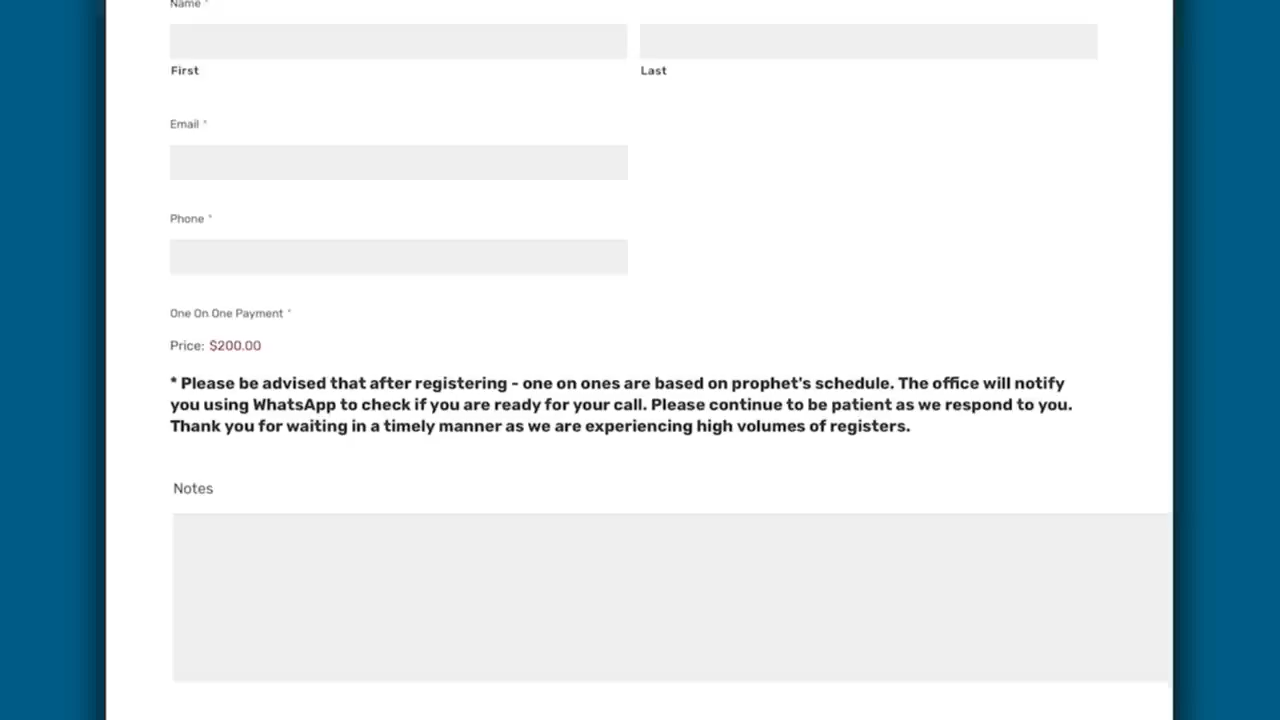 Name *
First Last
Email *
Phone *
One On One Payment *
Price: $200.00
* Please be advised that after registering - one on ones are based on prophet's schedule. The office will notify
you using WhatsApp to check if you are ready for your call. Please continue to be patient as we respond to you.
Thank you for waiting in a timely manner as we are experiencing high volumes of registers.
Notes